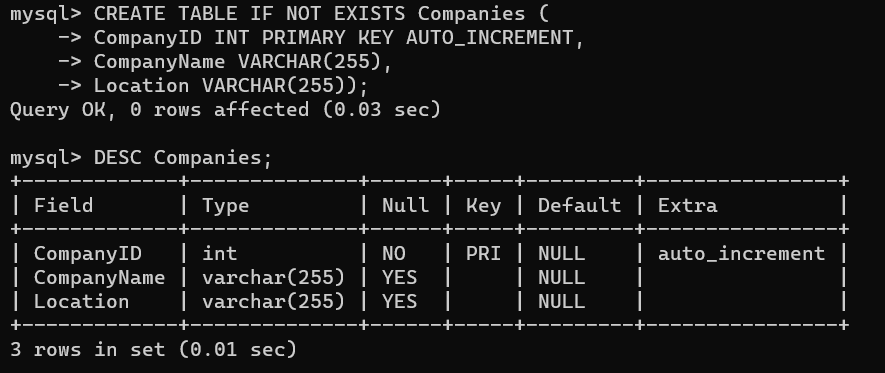 mysql> CREATE TABLE IF NOT EXISTS Companies (
    -> CompanyID INT PRIMARY KEY AUTO_INCREMENT,
    -> CompanyName VARCHAR(255),
    -> Location VARCHAR(255));
Query OK, 0 rows affected (0.03 sec)

mysql> DESC Companies;
+-------------+--------------+------+-----+---------+----------------+
| Field       | Type         | Null | Key | Default | Extra          |
+-------------+--------------+------+-----+---------+----------------+
| CompanyID   | int          | NO   | PRI | NULL    | auto_increment |
| CompanyName | varchar(255) | YES  |     | NULL    |                |
| Location    | varchar(255) | YES  |     | NULL    |                |
+-------------+--------------+------+-----+---------+----------------+
3 rows in set (0.01 sec)